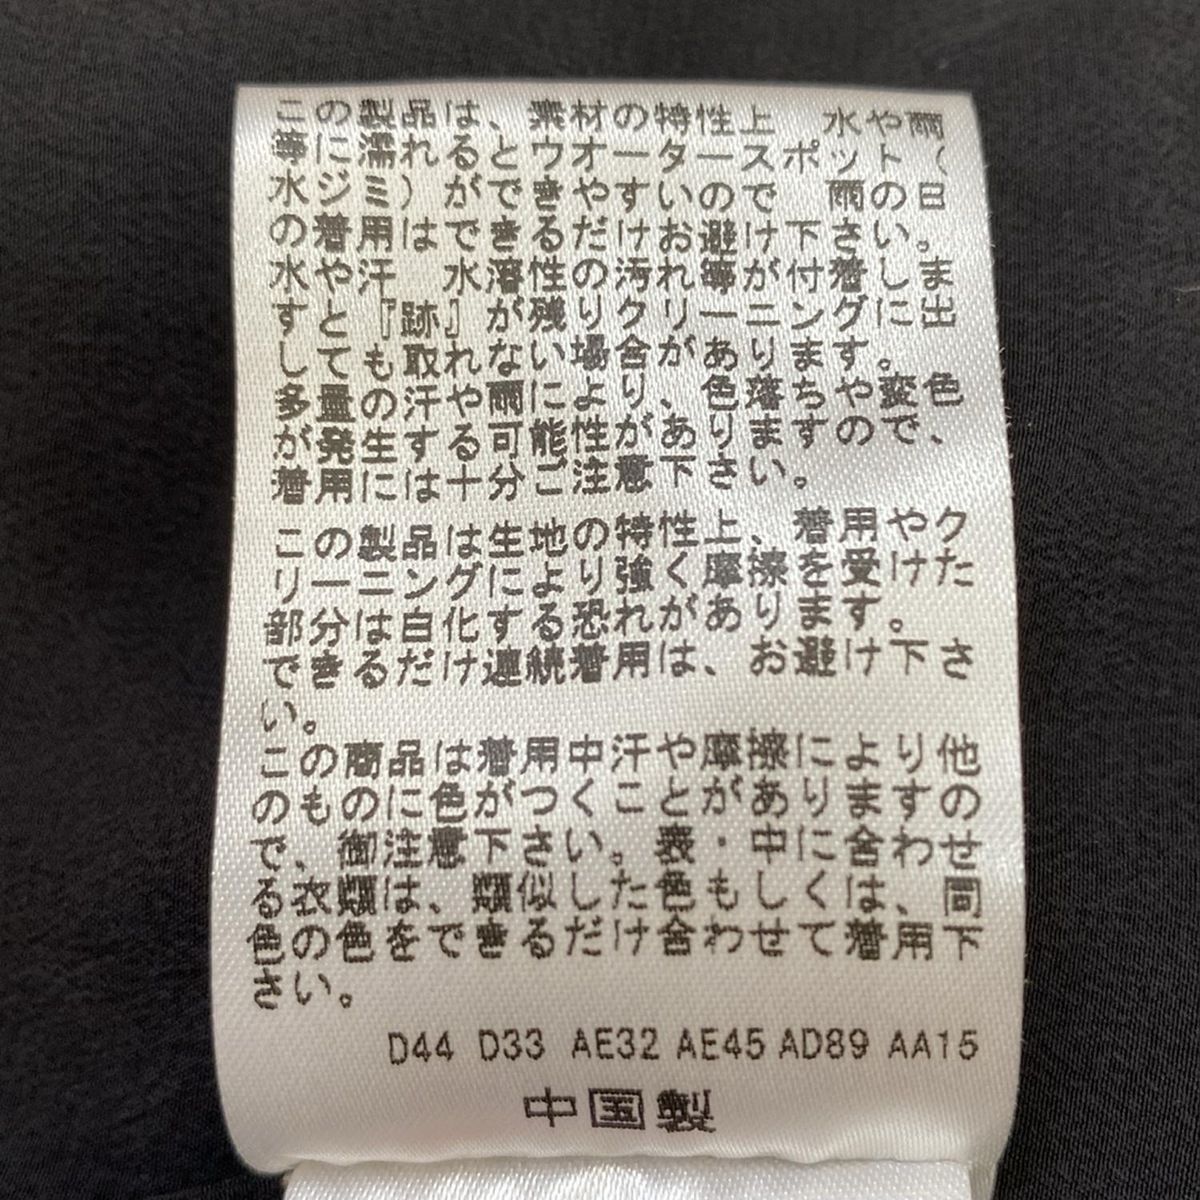 この製品は、素材の特性上　水や雨
等に濡れるとウオータースポット（
水ジミ）ができやすいので　雨の日
の着用はできるだけお避け下さい。
水や汗　水溶性の汚れ等が付着しま
すと『跡』が残りクリーニングに出
しても取れない場合があります。
多量の汗や雨により、色落ちや変色
が発生する可能性がありますので、
着用には十分ご注意下さい。
この製品は生地の特性上、着用やク
リーニングにより強く摩擦を受けた
部分は白化する恐れがあります。
できるだけ連続着用は、お避け下さ
い。
この商品は着用中汗や摩擦により他
のものに色がつくことがありますの
で、御注意下さい。表・中に合わせ
る衣類は、類似した色もしくは、同
色の色をできるだけ合わせて着用下
さい。
D44 D33 AE32 AE45 AD89 AA15
中国製